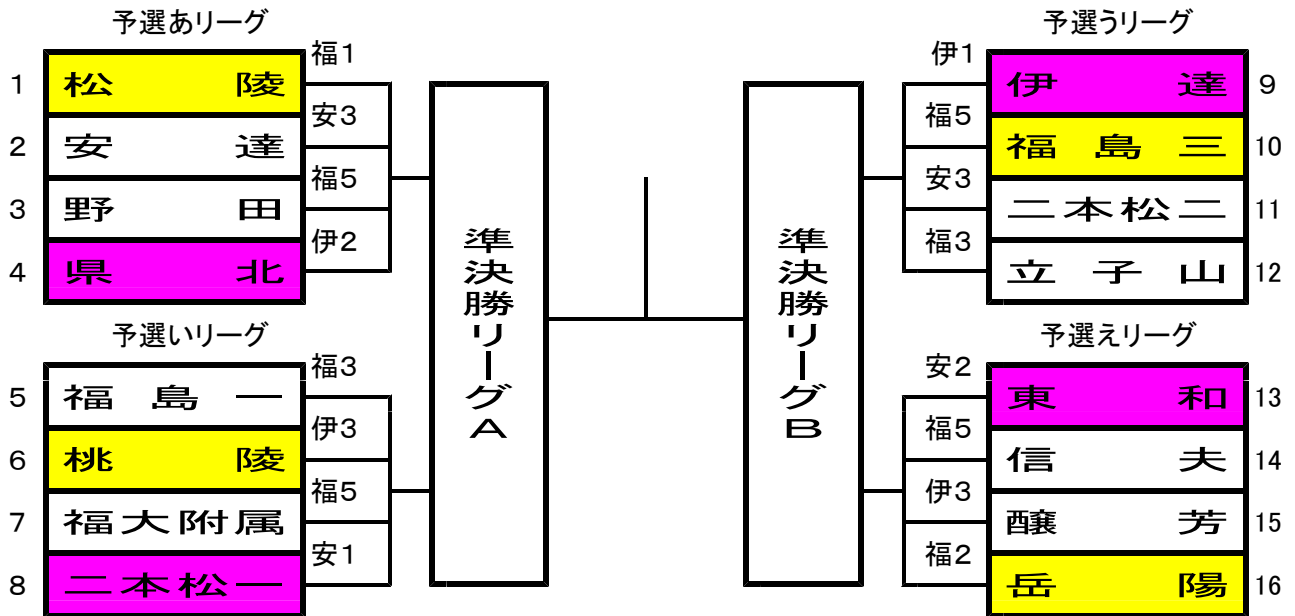 予選あリーグ
1 松陵 福1
2 安達 安3
3 野田 福5
4 県北 伊2
予選いリーグ
5 福島一 福3
6 桃陵 伊3
7 福大附属 福5
8 二本松一 安1
準決勝リーグA
準決勝リーグB
予選うリーグ
伊1 伊達 9
福5 福島三 10
安3 二本松二 11
福3 立子山 12
予選えリーグ
安2 東和 13
福5 信夫 14
伊3 醸芳 15
福2 岳陽 16